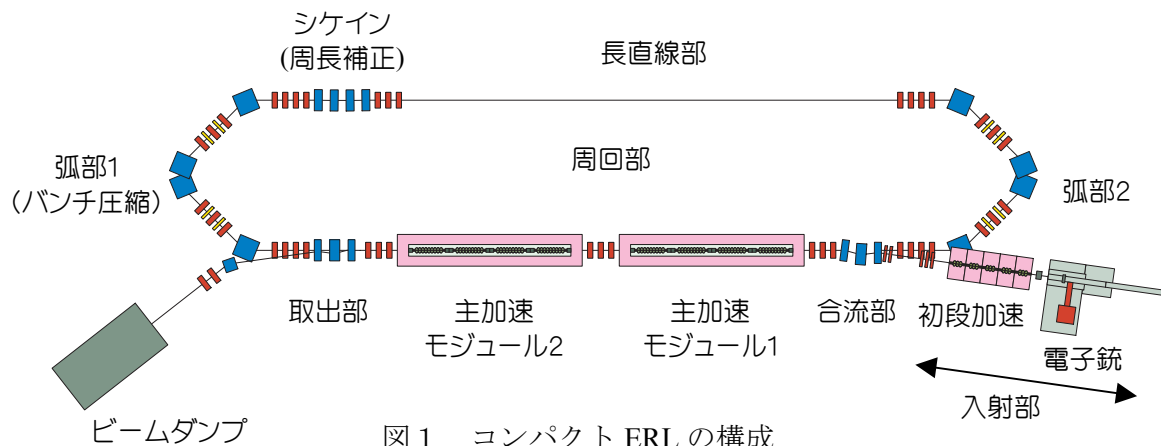 シケイン
(周長補正)
長直線部
弧部1
(バンチ圧縮)
周回部
弧部2
取出部
主加速
モジュール2
主加速
モジュール1
合流部
初段加速
電子銃
入射部
ビームダンプ
図1 コンパクト ERL の構成